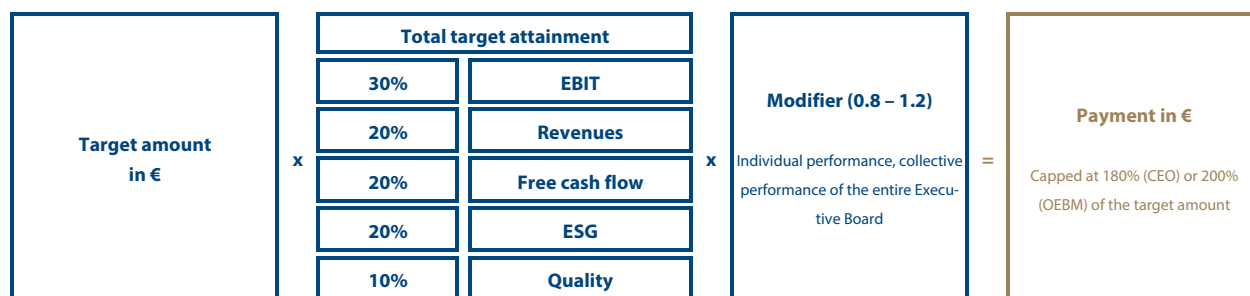 Target amount
in €
x
Total target attainment
30%
EBIT
20%
Revenues
20%
Free cash flow
20%
ESG
10%
Quality
x
Modifier (0.8 – 1.2)
Individual performance, collective
performance of the entire Execu-
tive Board
=
Payment in €
Capped at 180% (CEO) or 200%
(OEBM) of the target amount